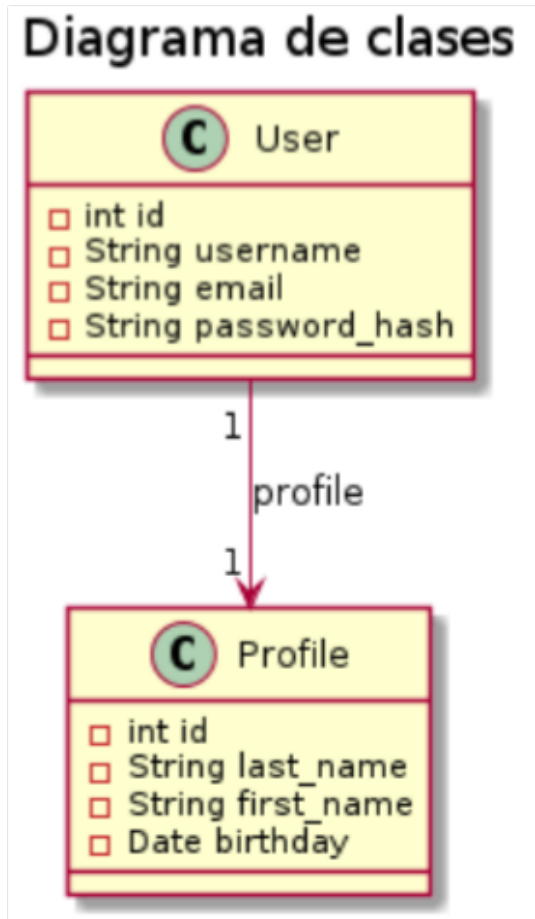 Diagrama de clases
C User
int id
String username
String email
String password_hash
1
profile
1
C Profile
int id
String last_name
String first_name
Date birthday